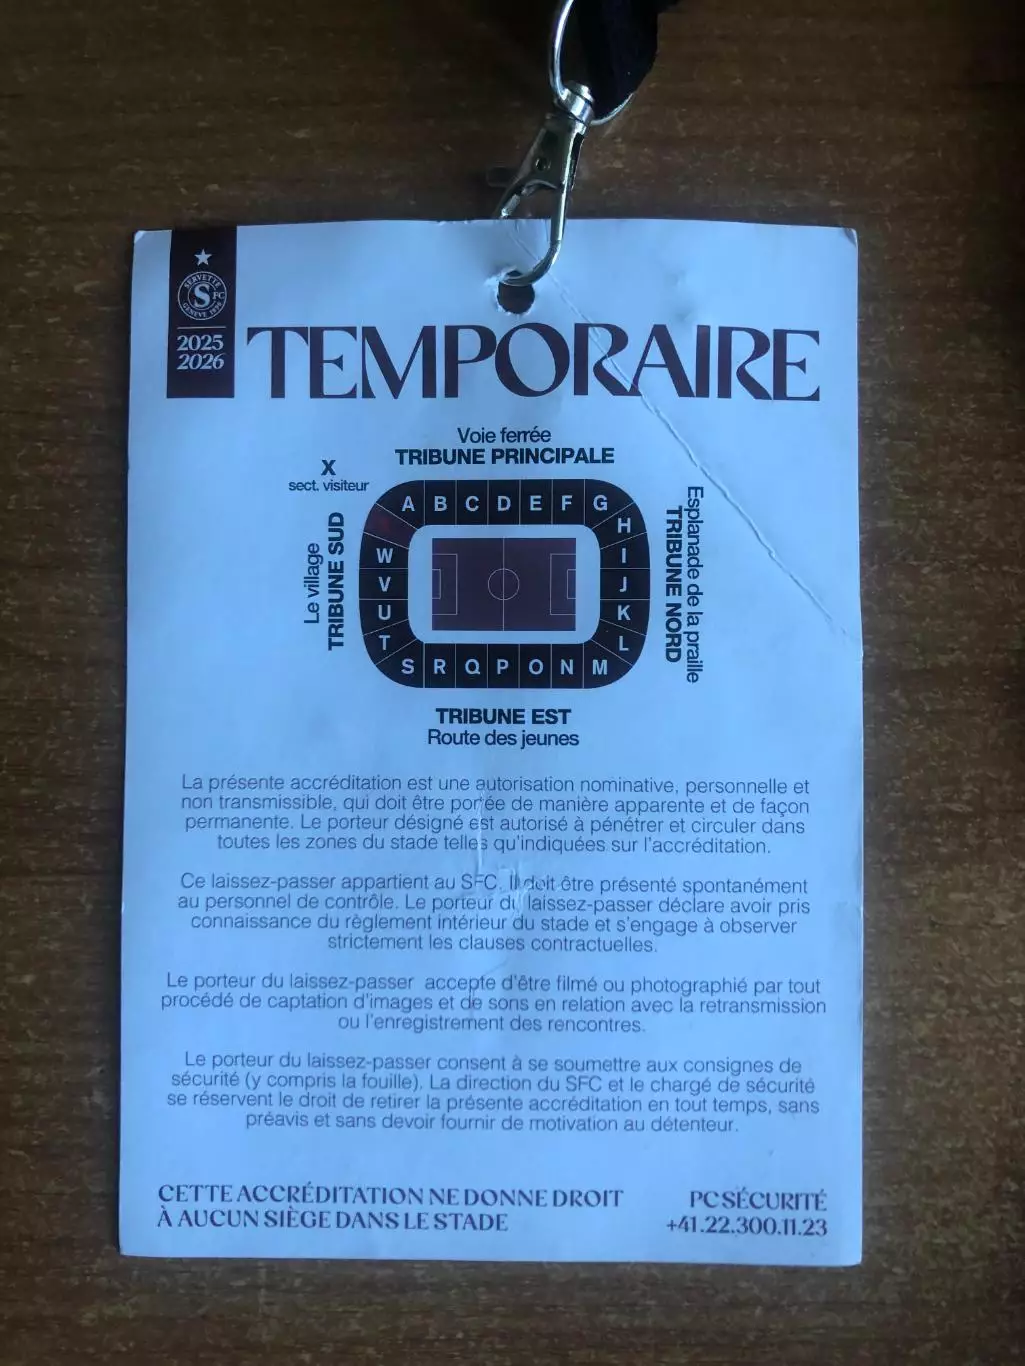 SERVETTE
S FC
GENEVE 1890
2025
2026
TEMPORAIRE
Voie ferrée
TRIBUNE PRINCIPALE
X
sect. visiteur
A B C D E F G
H
I
J
K
L
W
V
U
T
S R Q P O N M
Le village
TRIBUNE SUD
Esplanade de la praille
TRIBUNE NORD
TRIBUNE EST
Route des jeunes
La présente accréditation est une autorisation nominative, personnelle et
non transmissible, qui doit être portée de manière apparente et de façon
permanente. Le porteur désigné est autorisé à pénétrer et circuler dans
toutes les zones du stade telles qu'indiquées sur l'accréditation.
Ce laissez-passer appartient au SFC. Il doit être présenté spontanément
au personnel de contrôle. Le porteur du laissez-passer déclare avoir pris
connaissance du règlement intérieur du stade et s'engage à observer
strictement les clauses contractuelles.
Le porteur du laissez-passer accepte d'être filmé ou photographié par tout
procédé de captation d'images et de sons en relation avec la retransmission
ou l'enregistrement des rencontres.
Le porteur du laissez-passer consent à se soumettre aux consignes de
sécurité (y compris la fouille). La direction du SFC et le chargé de sécurité
se réservent le droit de retirer la présente accréditation en tout temps, sans
préavis et sans devoir fournir de motivation au détenteur.
CETTE ACCRÉDITATION NE DONNE DROIT
À AUCUN SIÈGE DANS LE STADE
PC SÉCURITÉ
+41.22.300.11.23